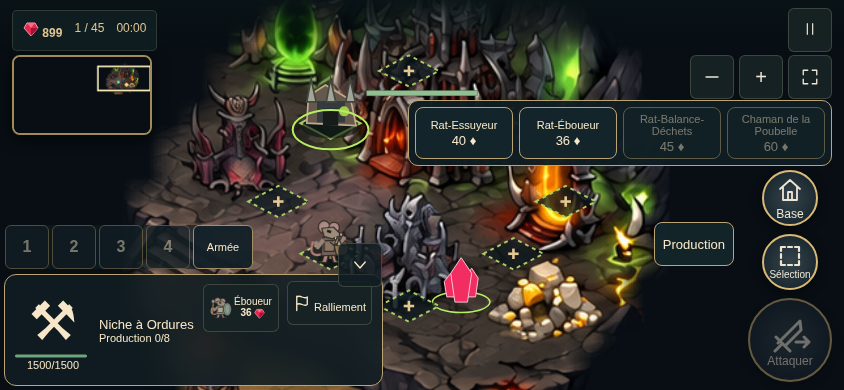 899 1 / 45 00:00
Rat-Essuyeur
40
Rat-Éboueur
36
Rat-Balance-
Déchets
45
Chaman de la
Poubelle
60
Base
1 2 3 4 Armée
Production
Sélection
Éboueur
36
Ralliement
Niche à Ordures
Production 0/8
1500/1500
Attaquer